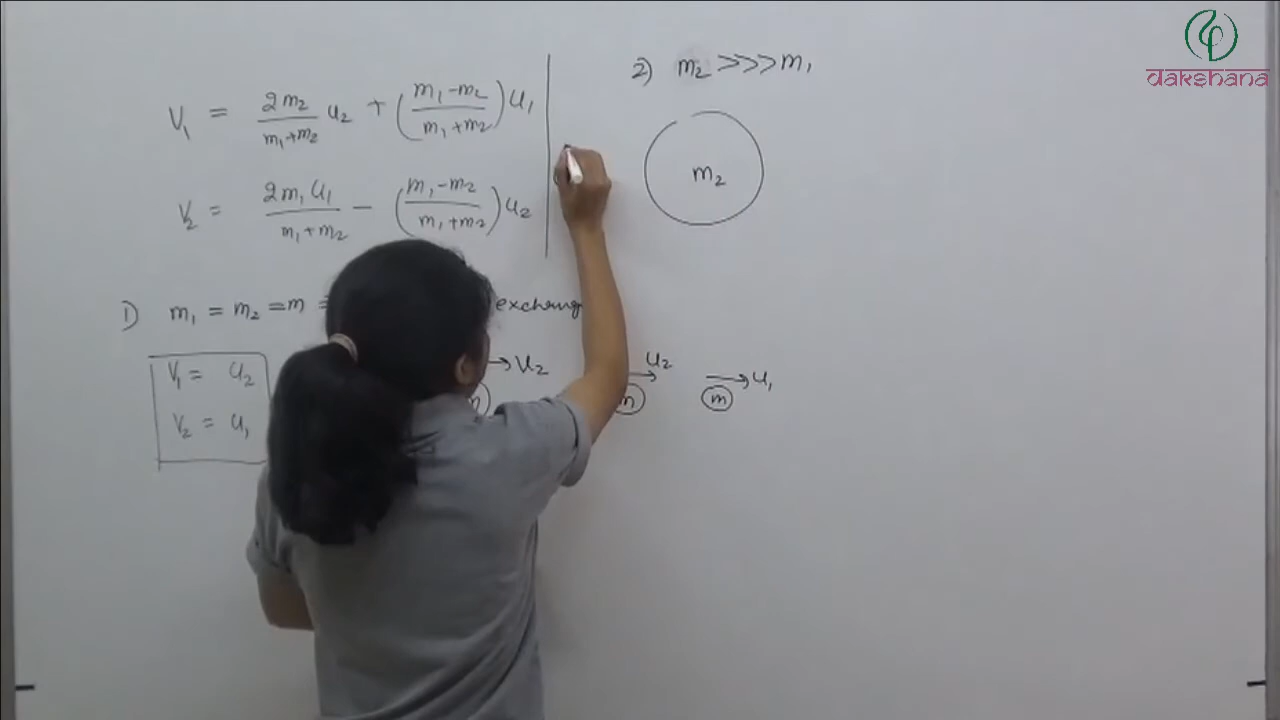 V₁ = 2m₂/(m₁+m₂) u₂ + ((m₁-m₂)/(m₁+m₂)) u₁
V₂ = 2m₁u₁/(m₁+m₂) - ((m₁-m₂)/(m₁+m₂)) u₂
1) m₁ = m₂ = m
V₁ = u₂
V₂ = u₁
→ u₂
→ u₂
m
→ u₁
m
2) m₂ >>> m₁
m₂
dakshana